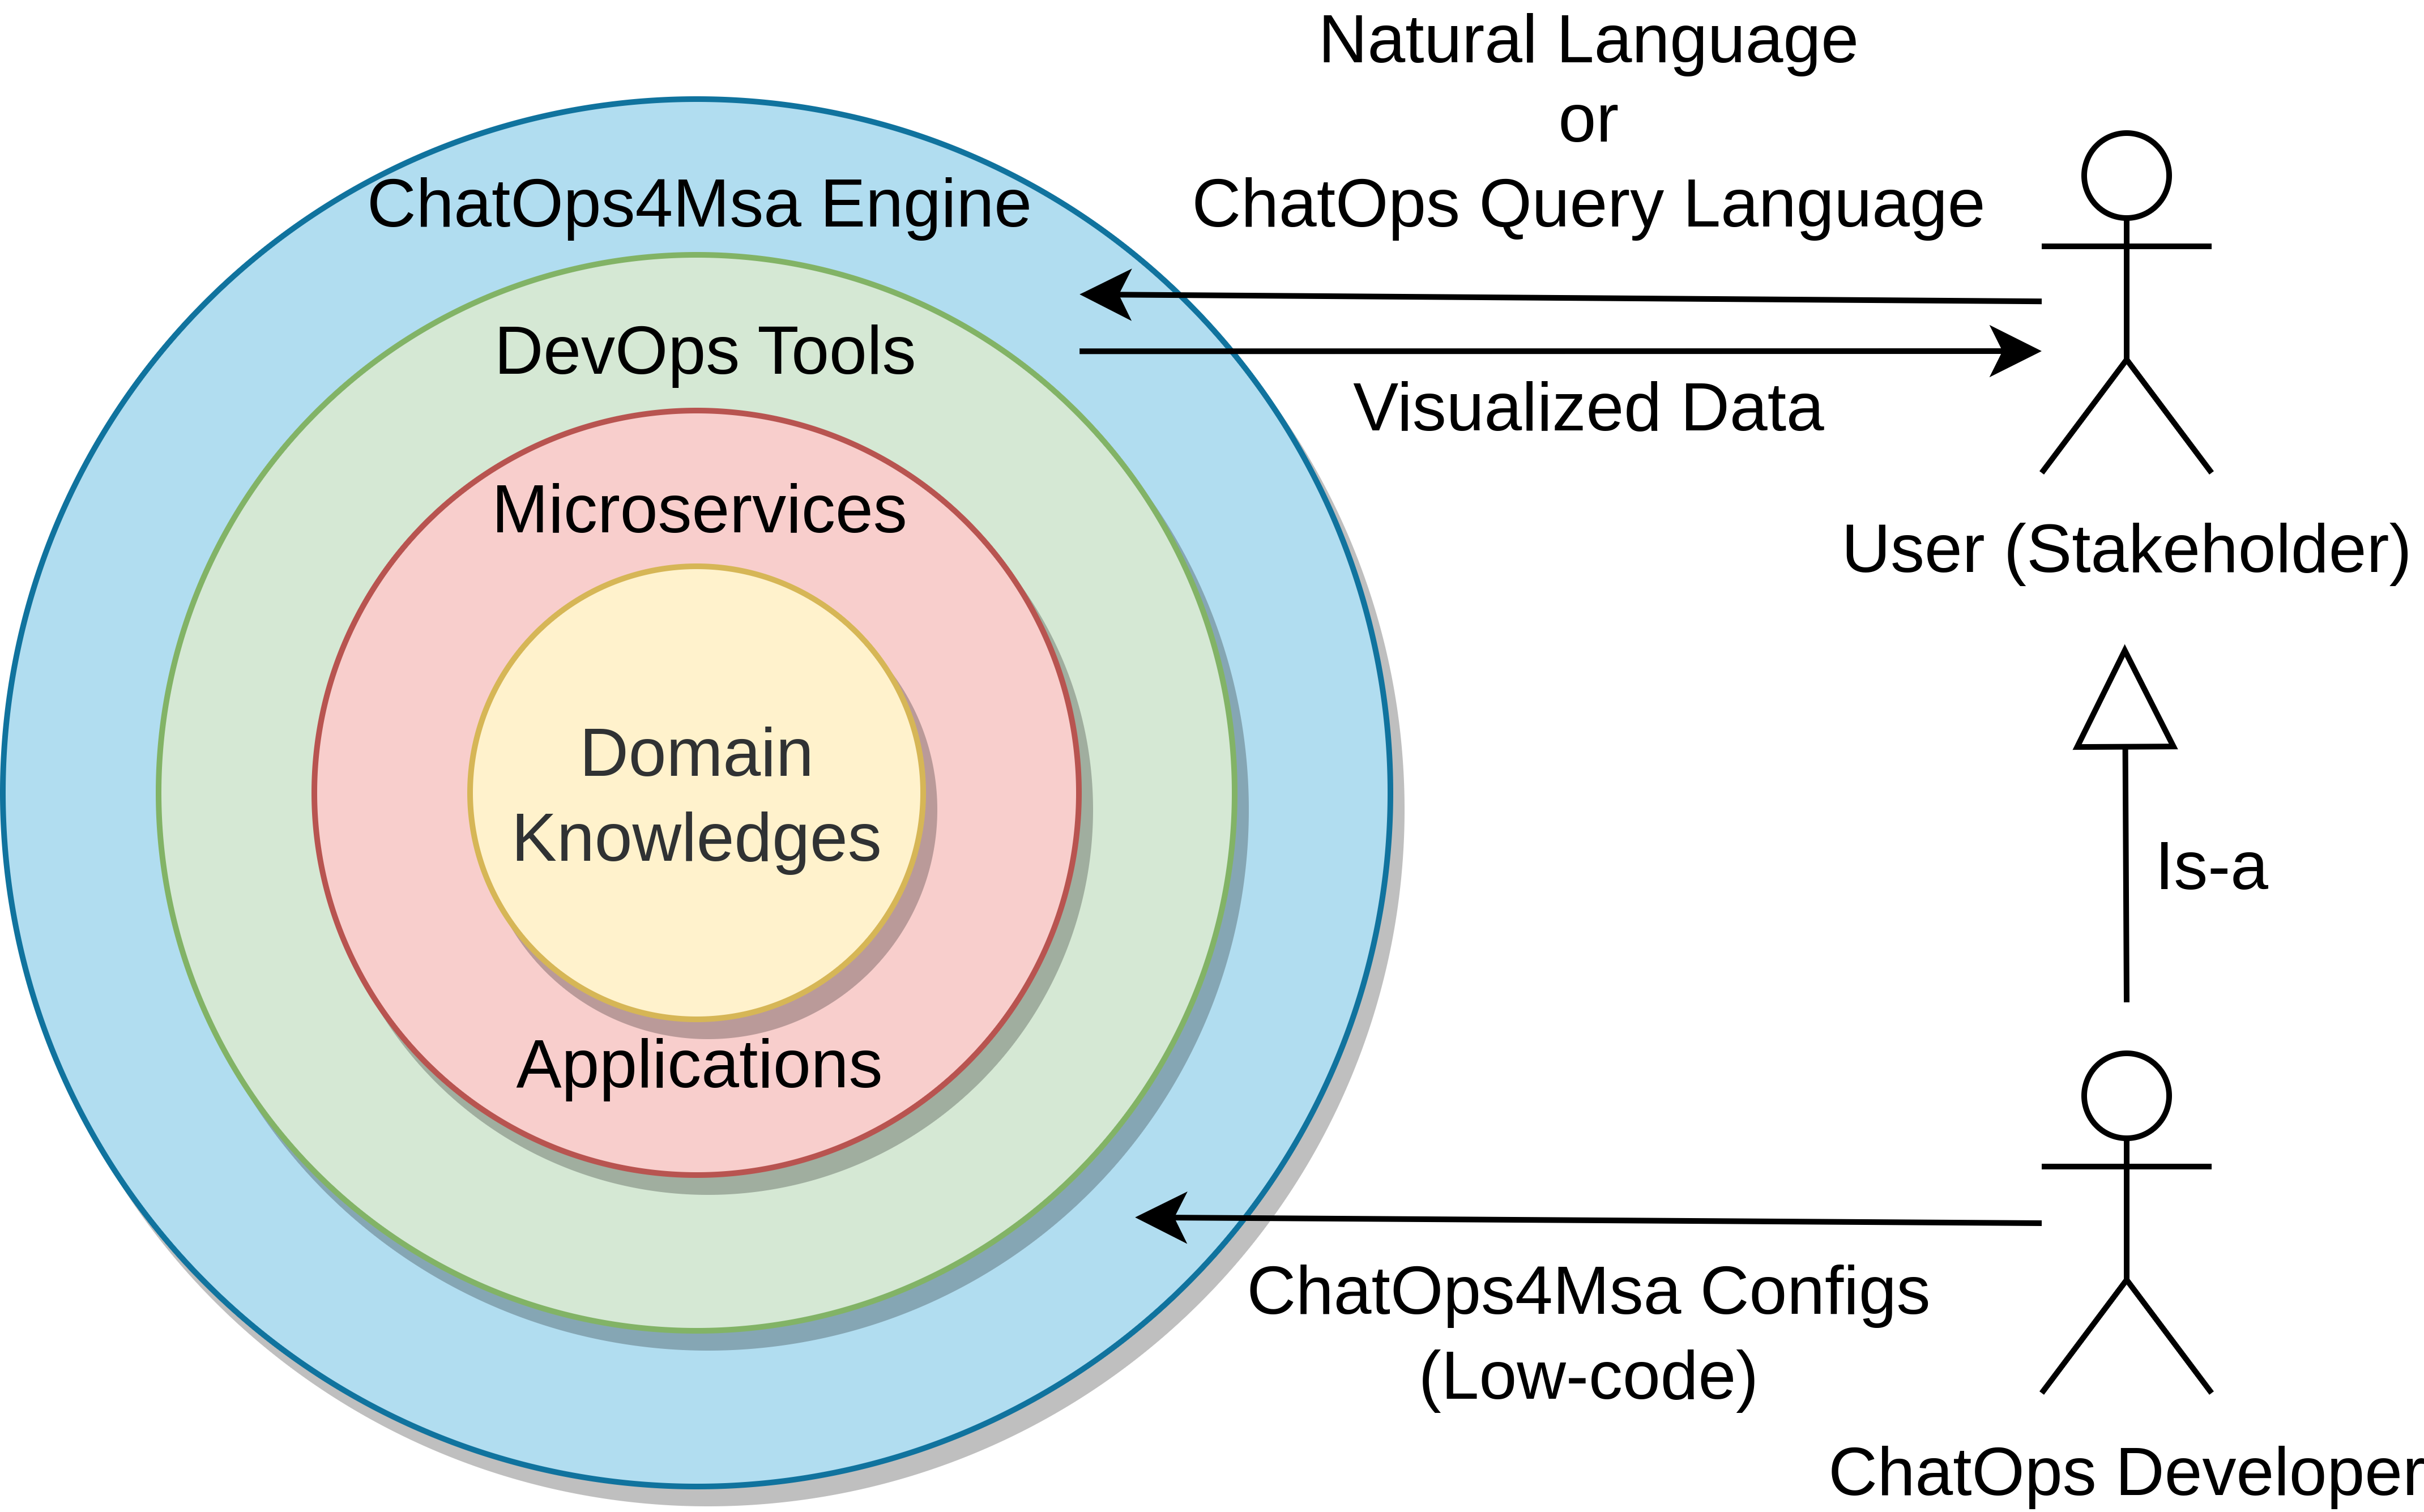 Natural Language
or
ChatOps Query Language
ChatOps4Msa Engine
DevOps Tools
Visualized Data
Microservices
User (Stakeholder)
Domain
Knowledges
Is-a
Applications
ChatOps4Msa Configs
(Low-code)
ChatOps Developer